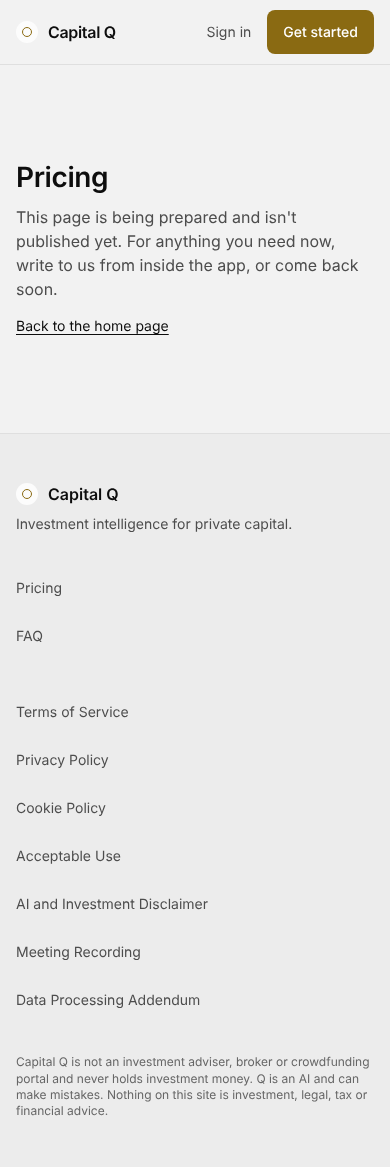 Capital Q
Sign in
Get started
Pricing
This page is being prepared and isn't
published yet. For anything you need now,
write to us from inside the app, or come back
soon.
Back to the home page
Capital Q
Investment intelligence for private capital.
Pricing
FAQ
Terms of Service
Privacy Policy
Cookie Policy
Acceptable Use
AI and Investment Disclaimer
Meeting Recording
Data Processing Addendum
Capital Q is not an investment adviser, broker or crowdfunding
portal and never holds investment money. Q is an AI and can
make mistakes. Nothing on this site is investment, legal, tax or
financial advice.